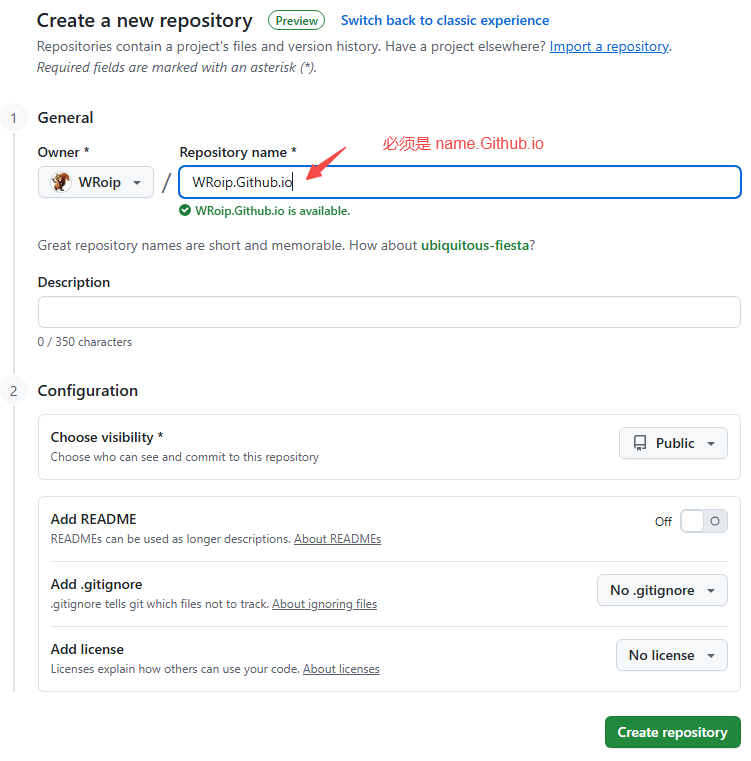 Create a new repository Preview Switch back to classic experience
Repositories contain a project's files and version history. Have a project elsewhere? Import a repository.
Required fields are marked with an asterisk (*).
1 General
Owner * Repository name * 必须是 name.Github.io
WRoip / WRoip.Github.io
WRoip.Github.io is available.
Great repository names are short and memorable. How about ubiquitous-fiesta?
Description
0 / 350 characters
2 Configuration
Choose visibility * Public
Choose who can see and commit to this repository
Add README Off
READMEs can be used as longer descriptions. About READMEs
Add .gitignore No .gitignore
.gitignore tells git which files not to track. About ignoring files
Add license No license
Licenses explain how others can use your code. About licenses
Create repository